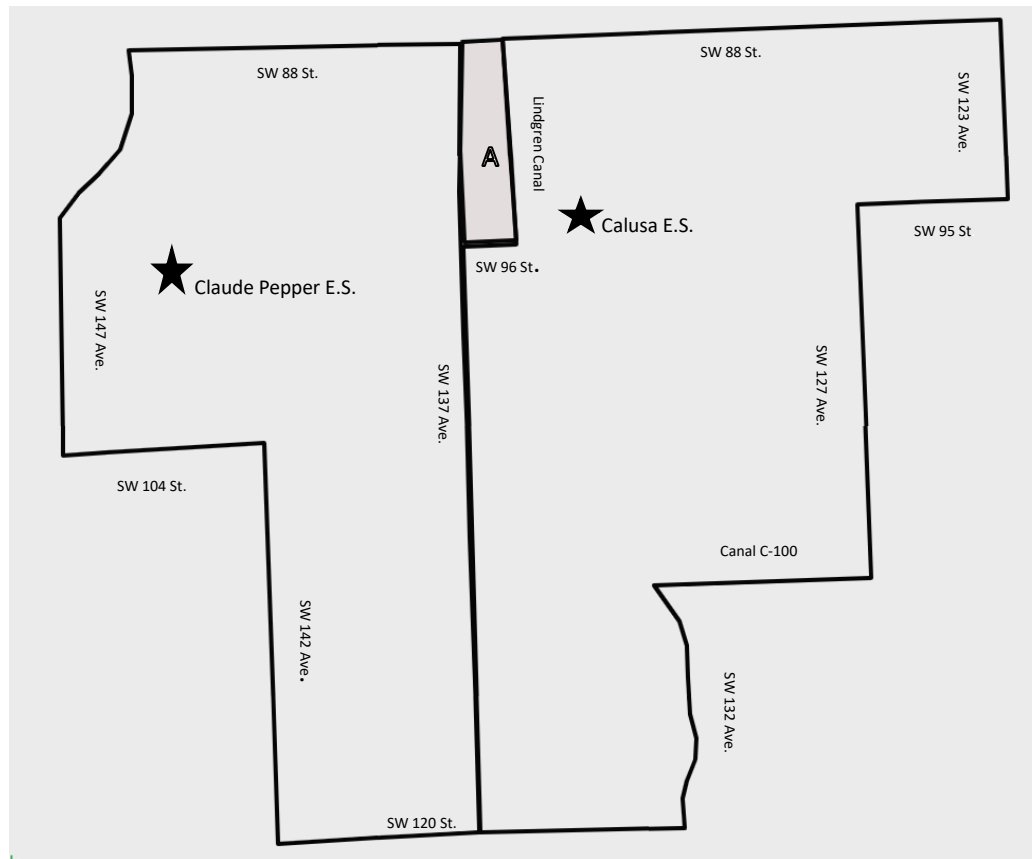 SW 88 St.
SW 88 St.
SW 123 Ave.
Lindgren Canal
A
Calusa E.S.
SW 95 St
SW 96 St.
Claude Pepper E.S.
SW 147 Ave.
SW 137 Ave.
SW 127 Ave.
SW 104 St.
Canal C-100
SW 142 Ave.
SW 132 Ave.
SW 120 St.